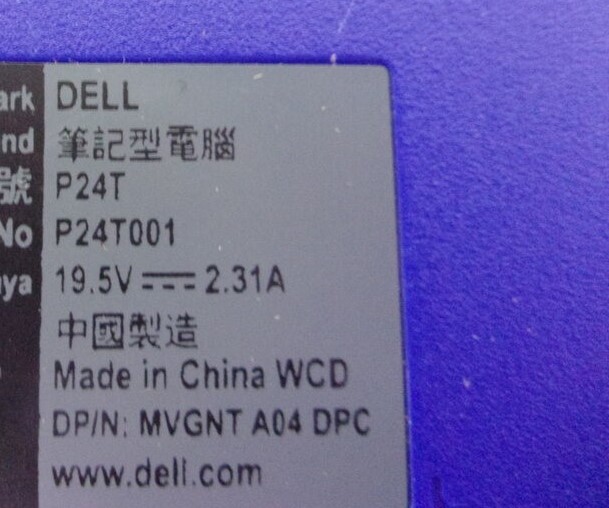 ark DELL
nd 筆記型電腦
號 P24T
No P24T001
aya 19.5V⎓2.31A
中國製造
Made in China WCD
DP/N: MVGNT A04 DPC
www.dell.com